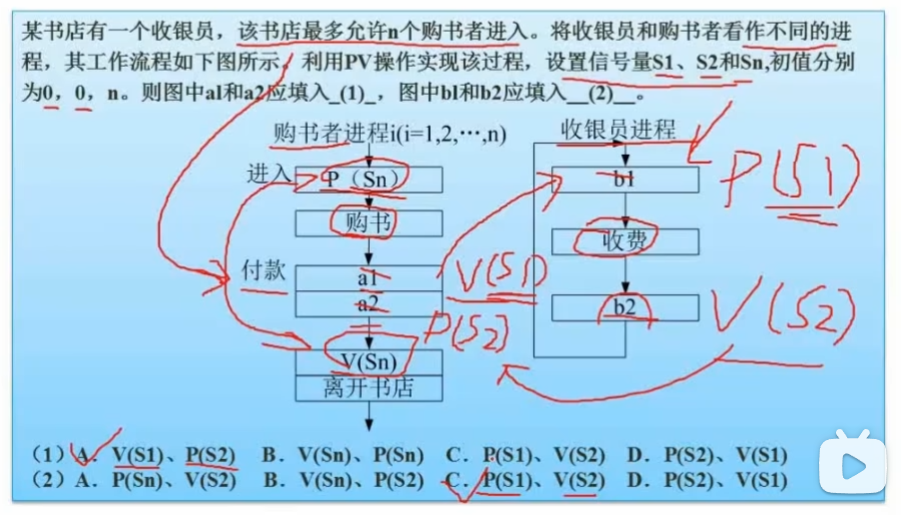 某书店有一个收银员，该书店最多允许n个购书者进入。将收银员和购书者看作不同的进
程，其工作流程如下图所示。利用PV操作实现该过程，设置信号量S1、S2和Sn,初值分别
为0，0，n。则图中a1和a2应填入_(1)_，图中b1和b2应填入__(2)__。
购书者进程i(i=1,2,…,n)
收银员进程
进入
P（Sn）
b1
P(S1)
购书
收费
付款
a1
V(S1)
a2
P(S2)
b2
V(S2)
V(Sn)
离开书店
（1）A．V(S1)、P(S2) B．V(Sn)、P(Sn) C．P(S1)、V(S2) D．P(S2)、V(S1)
（2）A．P(Sn)、V(S2) B．V(Sn)、P(S2) C．P(S1)、V(S2) D．P(S2)、V(S1)